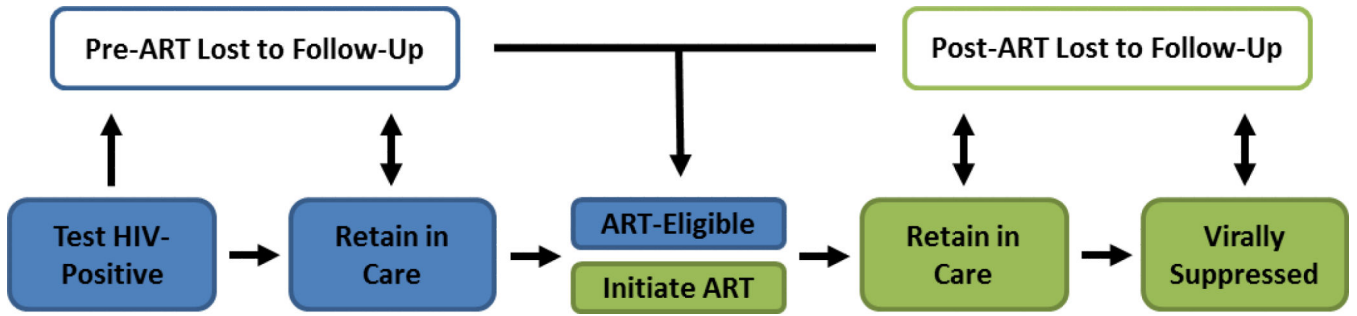 Pre-ART Lost to Follow-Up
Post-ART Lost to Follow-Up
Test HIV-
Positive
Retain in
Care
ART-Eligible
Initiate ART
Retain in
Care
Virally
Suppressed